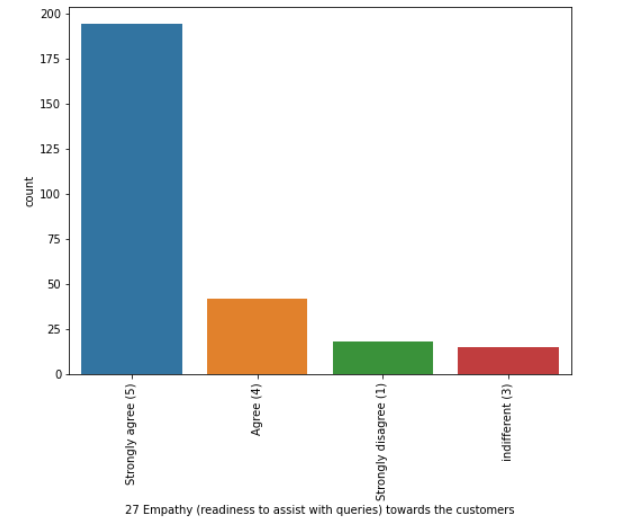 200
175
150
125
100
75
50
25
0
count
Strongly agree (5)
Agree (4)
Strongly disagree (1)
indifferent (3)
27 Empathy (readiness to assist with queries) towards the customers